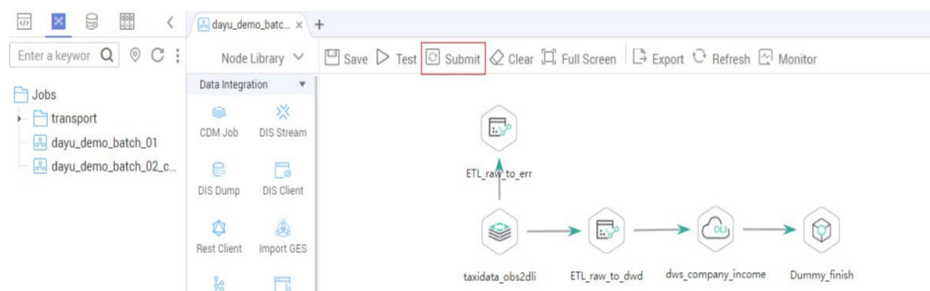 dayu_demo_batc... × +
Enter a keywor
Node Library
Save Test Submit Clear Full Screen Export Refresh Monitor
Jobs
transport
dayu_demo_batch_01
dayu_demo_batch_02_c...
Data Integration
CDM Job DIS Stream
DIS Dump DIS Client
Rest Client Import GES
ETL_raw_to_err
DLI
taxidata_obs2dli ETL_raw_to_dwd dws_company_income Dummy_finish